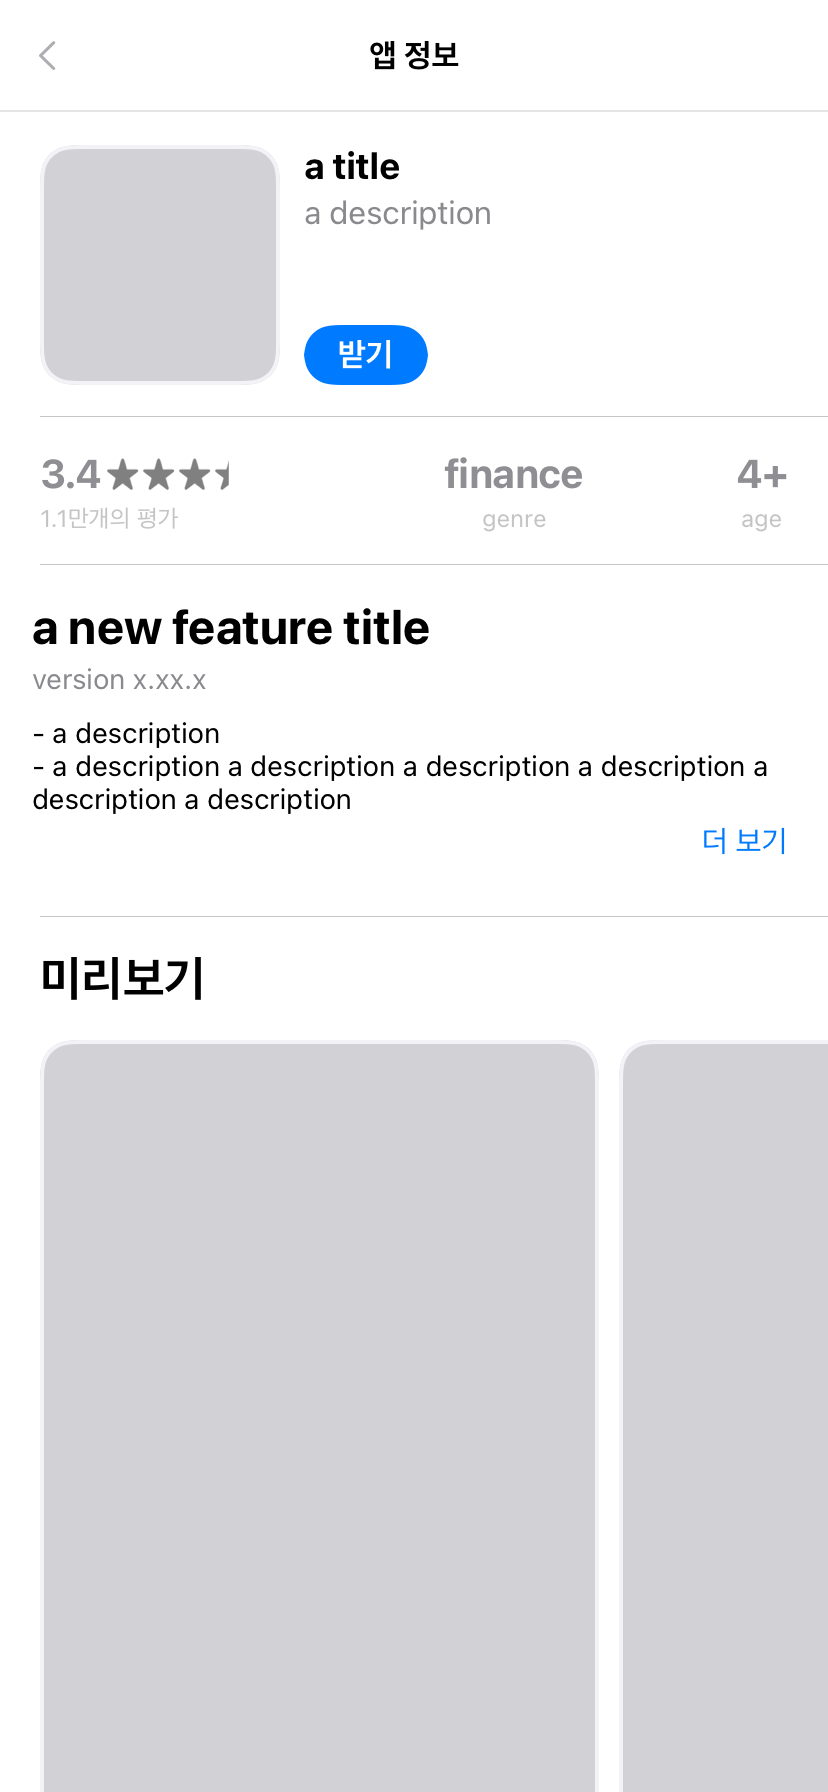 앱 정보
a title
a description
받기
3.4★★★
finance
4+
1.1만개의 평가
genre
age
a new feature title
version x.xx.x
- a description
- a description a description a description a description a
description a description
더 보기
미리보기